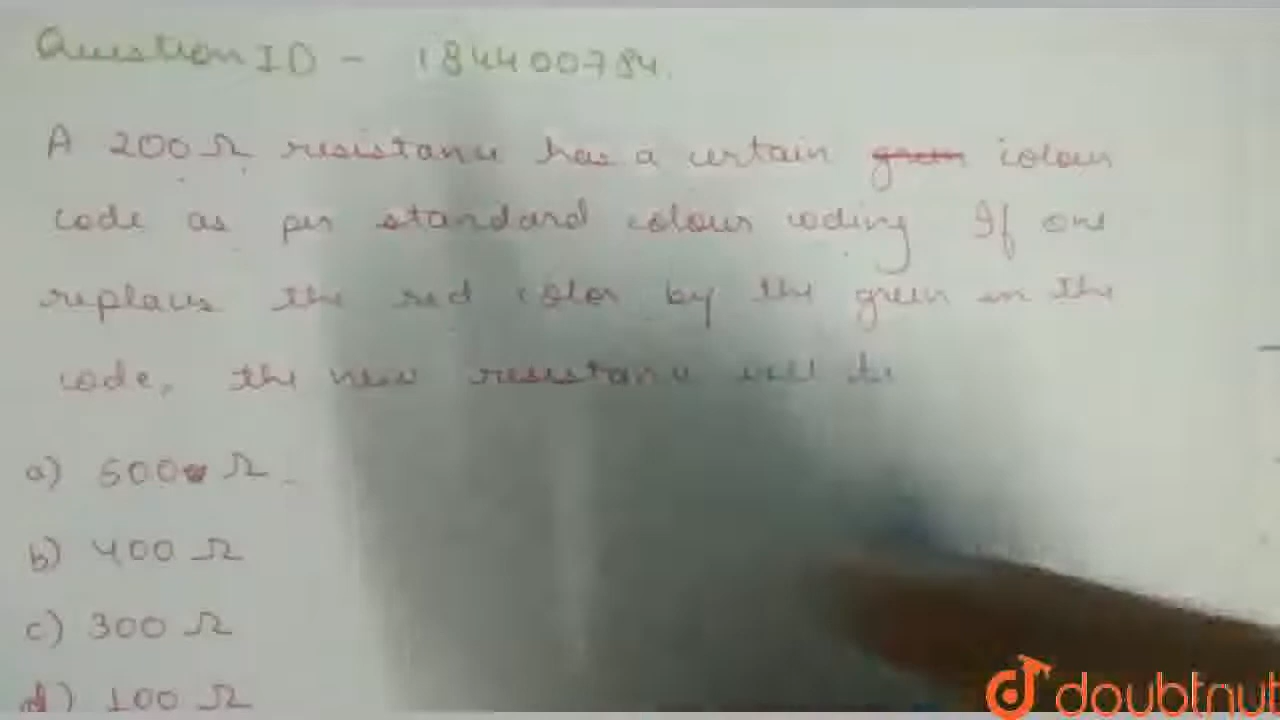 Question ID - 184400784.
A 200 Ω resistance has a certain green colour
code as per standard colour coding If one
replaces the red color by the green in the
code, the new resistance will be
a) 500 Ω
b) 400 Ω
c) 300 Ω
d) 100 Ω
doubtnut